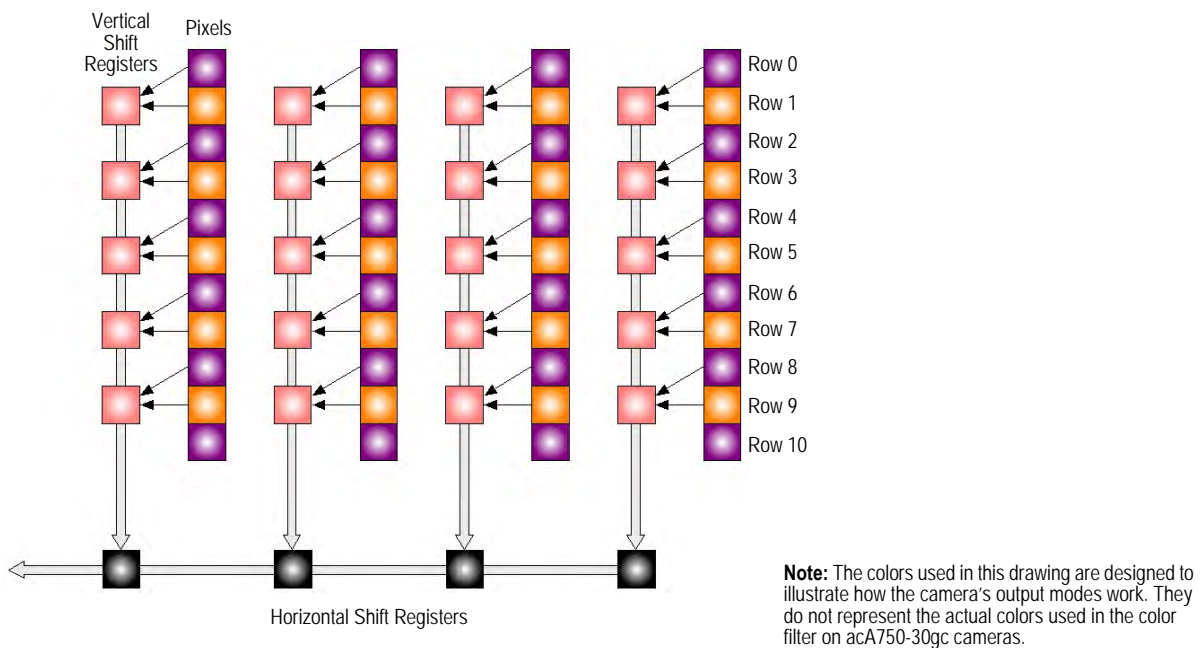 Vertical
Shift
Registers
Pixels
Row 0
Row 1
Row 2
Row 3
Row 4
Row 5
Row 6
Row 7
Row 8
Row 9
Row 10
Horizontal Shift Registers
Note: The colors used in this drawing are designed to
illustrate how the camera's output modes work. They
do not represent the actual colors used in the color
filter on acA750-30gc cameras.